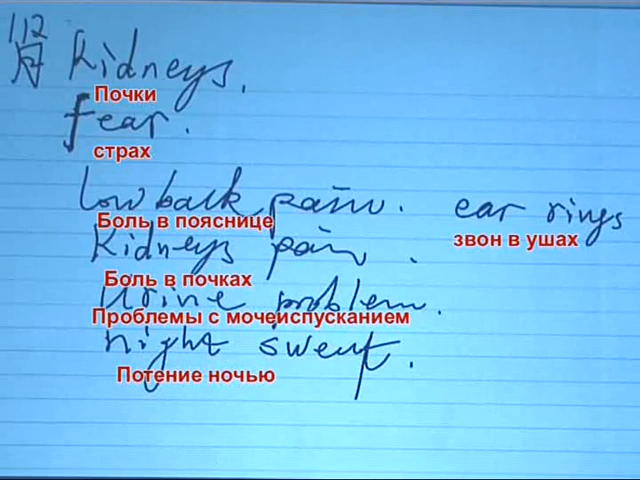 肾 Kidneys.
Почки
fear.
страх
low back pain. ear rings
Боль в пояснице
звон в ушах
Kidneys pain .
Боль в почках
Urine problem.
Проблемы с мочеиспусканием
night sweat.
Потение ночью